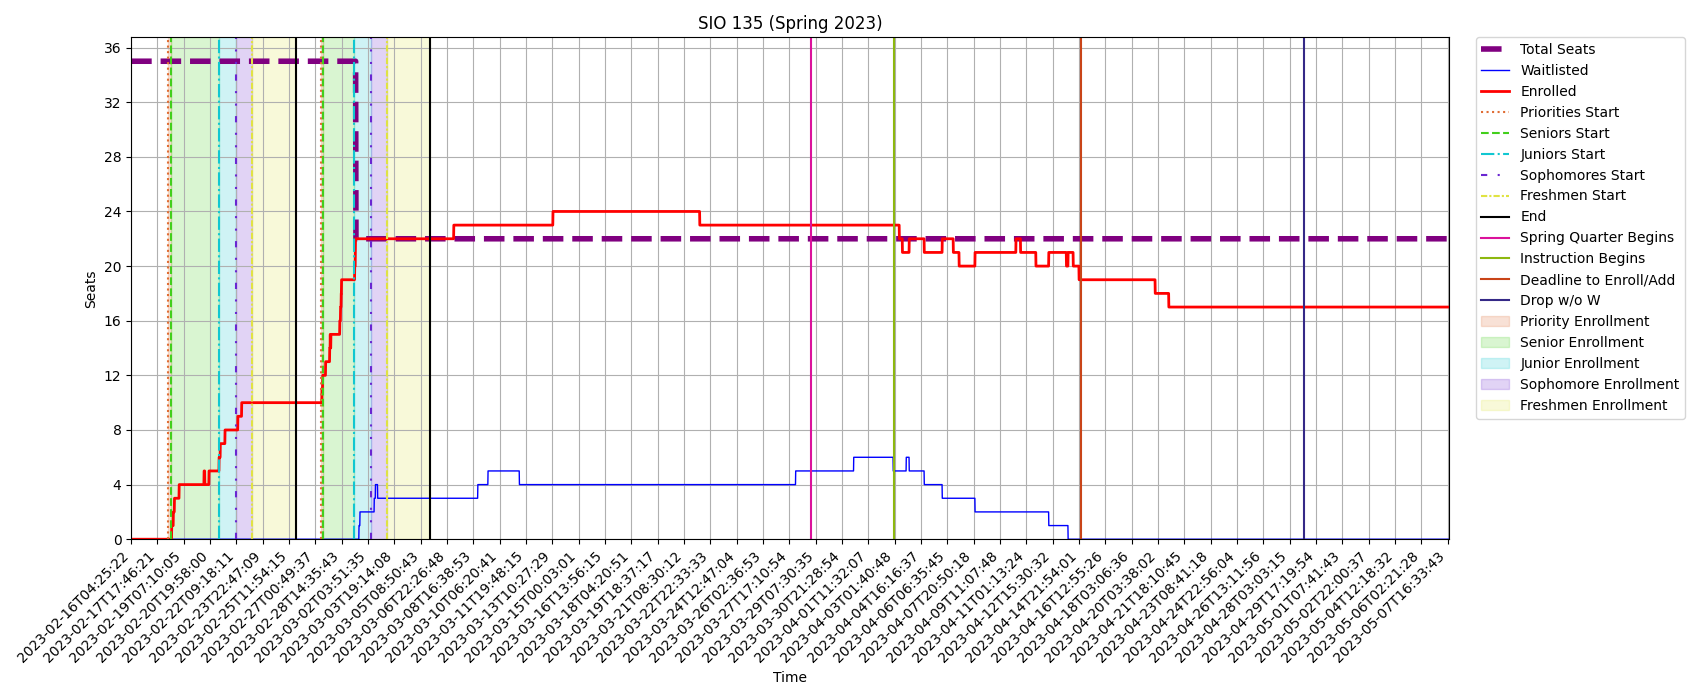 SIO 135 (Spring 2023)
Seats
36
32
28
24
20
16
12
8
4
0
2023-02-16T04:25:22
2023-02-17T17:46:21
2023-02-19T07:10:05
2023-02-20T19:58:00
2023-02-22T09:18:11
2023-02-23T22:47:09
2023-02-25T11:54:15
2023-02-27T00:49:37
2023-02-28T14:35:43
2023-03-02T03:51:35
2023-03-03T19:14:08
2023-03-05T08:50:43
2023-03-06T22:26:48
2023-03-08T16:38:53
2023-03-10T06:20:41
2023-03-11T19:48:15
2023-03-13T10:27:29
2023-03-15T00:03:01
2023-03-16T13:56:15
2023-03-18T04:20:51
2023-03-19T18:37:17
2023-03-21T08:30:12
2023-03-22T22:33:33
2023-03-24T12:47:04
2023-03-26T02:36:53
2023-03-27T17:10:54
2023-03-29T07:30:35
2023-03-30T21:28:54
2023-04-01T11:32:07
2023-04-03T01:40:48
2023-04-04T16:16:37
2023-04-06T06:35:45
2023-04-07T20:50:18
2023-04-09T11:07:48
2023-04-11T01:13:24
2023-04-12T15:30:32
2023-04-14T21:54:01
2023-04-16T12:55:26
2023-04-18T03:06:36
2023-04-20T03:38:02
2023-04-21T18:10:45
2023-04-23T08:41:18
2023-04-24T22:56:04
2023-04-26T13:11:56
2023-04-28T03:03:15
2023-04-29T17:19:54
2023-05-01T07:41:43
2023-05-02T22:00:37
2023-05-04T12:18:32
2023-05-06T02:21:28
2023-05-07T16:33:43
Time
Total Seats
Waitlisted
Enrolled
Priorities Start
Seniors Start
Juniors Start
Sophomores Start
Freshmen Start
End
Spring Quarter Begins
Instruction Begins
Deadline to Enroll/Add
Drop w/o W
Priority Enrollment
Senior Enrollment
Junior Enrollment
Sophomore Enrollment
Freshmen Enrollment